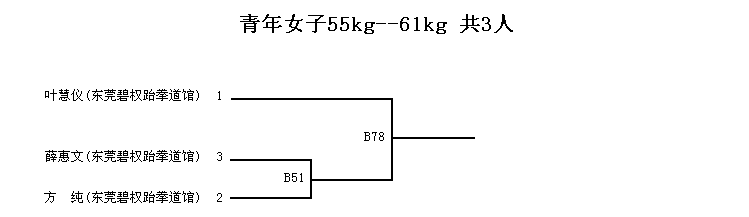 青年女子55kg--61kg 共3人
叶慧仪(东莞碧权跆拳道馆) 1
B78
薛惠文(东莞碧权跆拳道馆) 3
B51
方 纯(东莞碧权跆拳道馆) 2